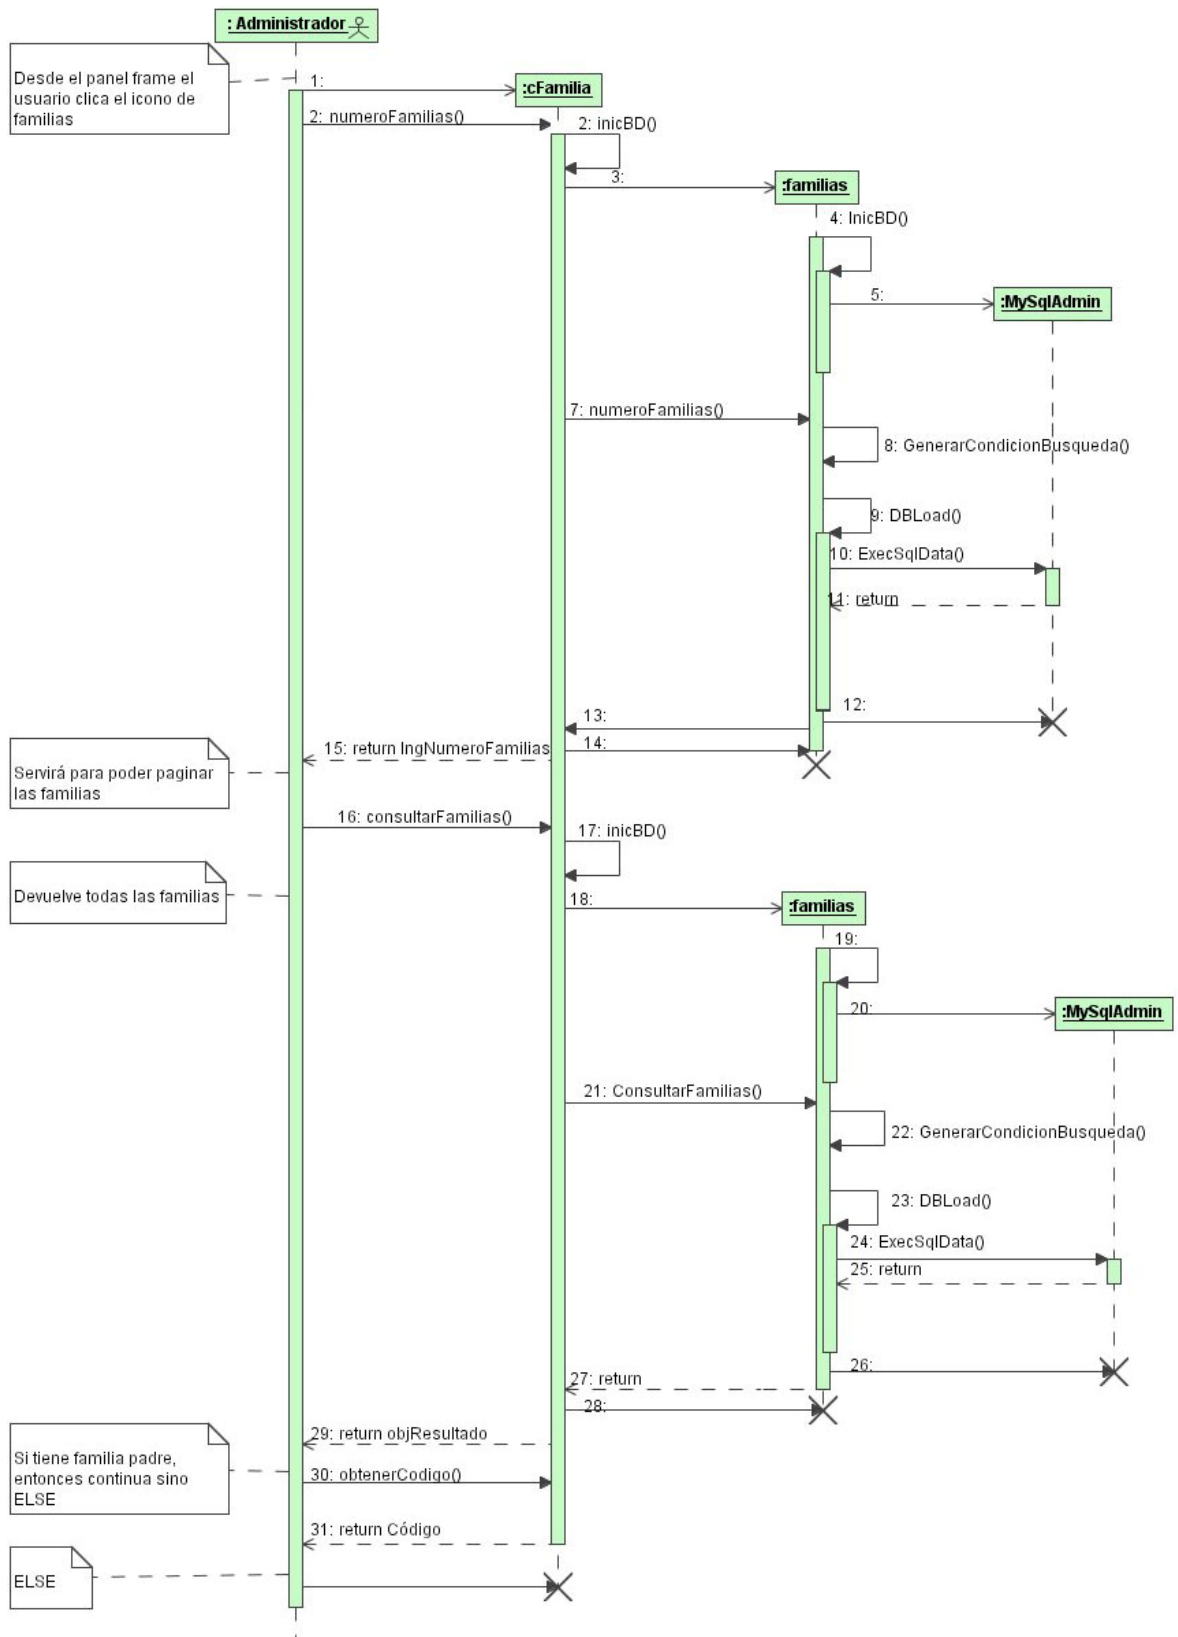 : Administrador
Desde el panel frame el
usuario clica el icono de
familias
1:
:cFamilia
2: numeroFamilias()
2: inicBD()
3:
:familias
4: InicBD()
5:
:MySqlAdmin
7: numeroFamilias()
8: GenerarCondicionBusqueda()
9: DBLoad()
10: ExecSqlData()
11: return
12:
13:
14:
15: return lngNumeroFamilias
Servirá para poder paginar
las familias
16: consultarFamilias()
17: inicBD()
Devuelve todas las familias
18:
:familias
19:
20:
:MySqlAdmin
21: ConsultarFamilias()
22: GenerarCondicionBusqueda()
23: DBLoad()
24: ExecSqlData()
25: return
26:
27: return
28:
29: return objResultado
Si tiene familia padre,
entonces continua sino
ELSE
30: obtenerCodigo()
31: return Código
ELSE